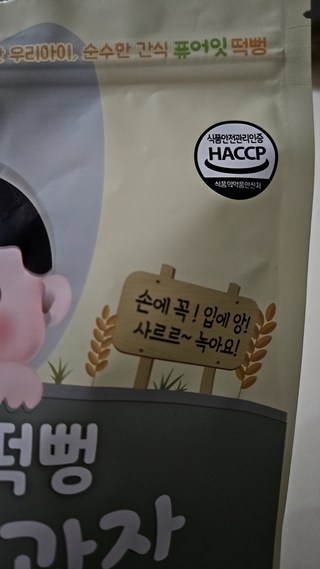 우리아이, 순수한 간식 퓨어잇 떡뻥
식품안전관리인증
HACCP
식품의약품안전처
손에 꼭! 입에 앙!
사르르~ 녹아요!
떡뻥
과자